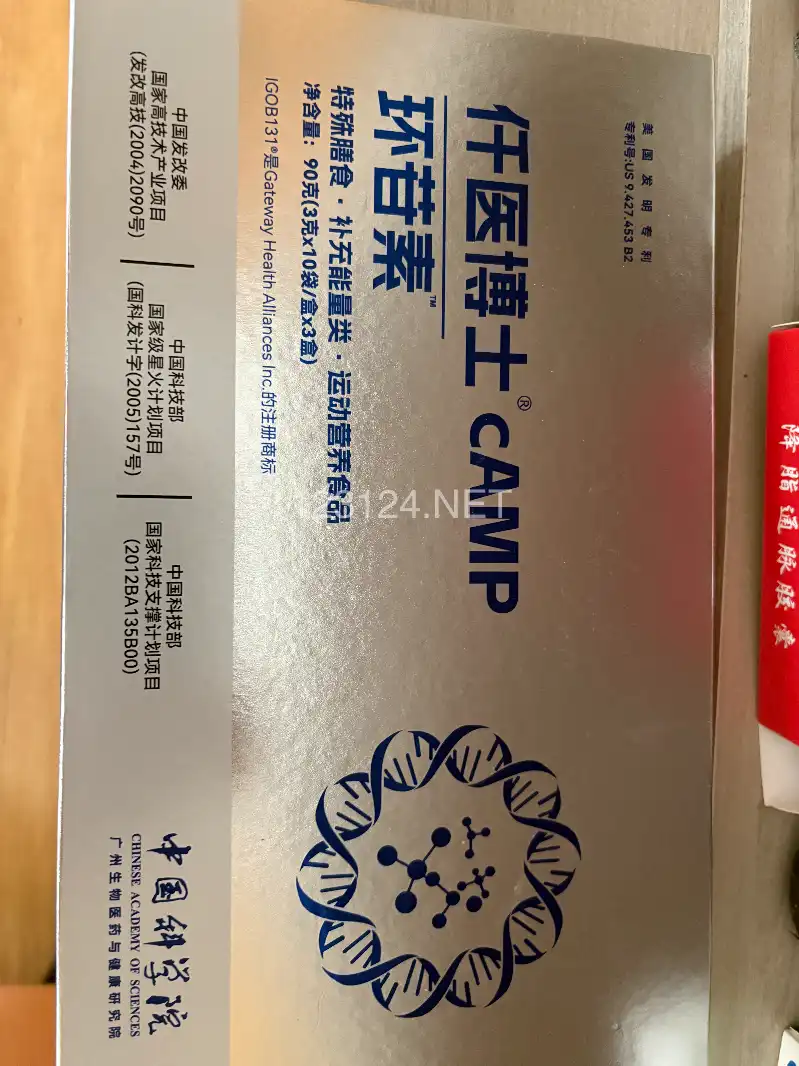 美国发明专利
专利号:US 9.427.453 B2
仟医博士® cAMP
环苷素™
特殊膳食·补充能量类·运动营养食品
净含量：90克(3克x10袋/盒x3盒)
IGOB131®是Gateway Health Alliances Inc.的注册商标
中国发改委
国家高技术产业项目
(发改高技(2004)2090号)
中国科技部
国家级星火计划项目
(国科发计字(2005)157号)
中国科技部
国家科技支撑计划项目
(2012BA135B00)
中国科学院
CHINESE ACADEMY OF SCIENCES
广州生物医药与健康研究院
降脂通脉胶囊